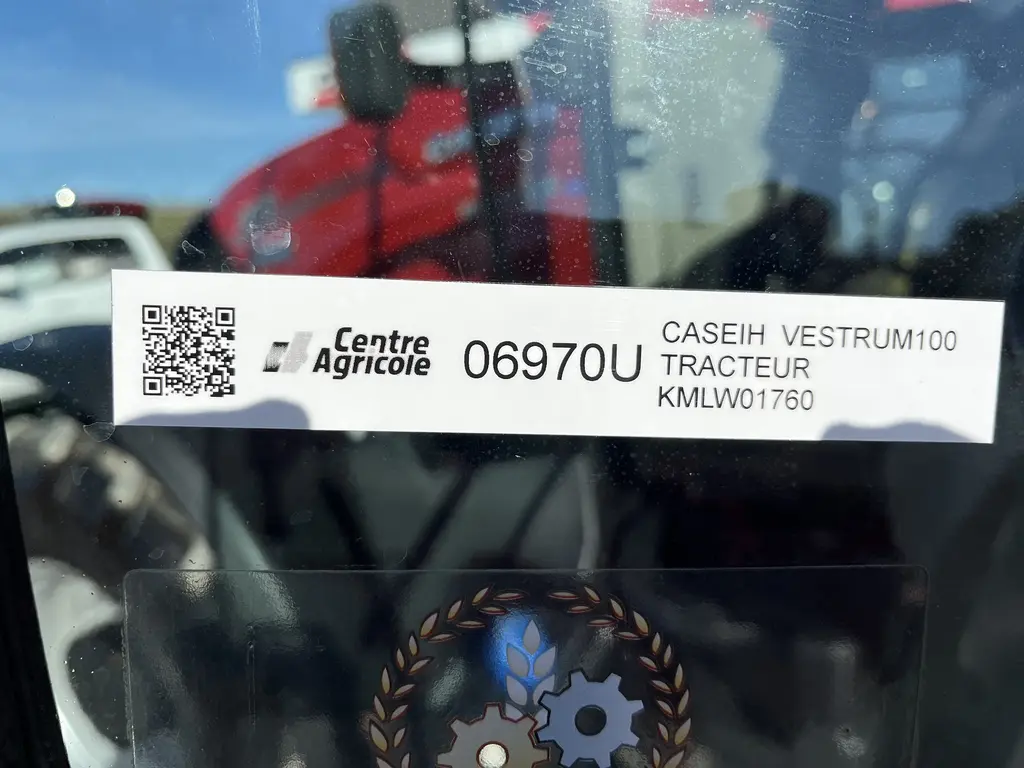 Centre
Agricole
06970U
CASEIH VESTRUM100
TRACTEUR
KMLW01760